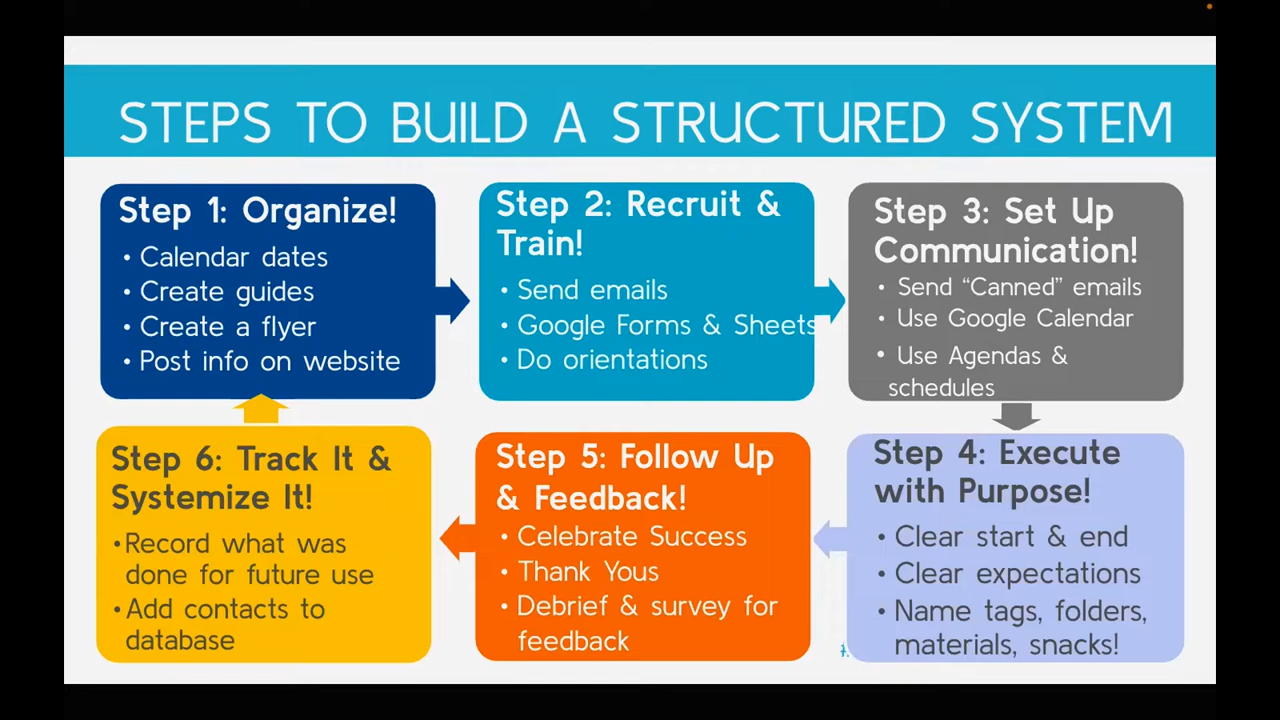 STEPS TO BUILD A STRUCTURED SYSTEM
Step 1: Organize!
• Calendar dates
• Create guides
• Create a flyer
• Post info on website
Step 2: Recruit &
Train!
• Send emails
• Google Forms & Sheets
• Do orientations
Step 3: Set Up
Communication!
• Send “Canned” emails
• Use Google Calendar
• Use Agendas &
schedules
Step 4: Execute
with Purpose!
• Clear start & end
• Clear expectations
• Name tags, folders,
materials, snacks!
Step 5: Follow Up
& Feedback!
• Celebrate Success
• Thank Yous
• Debrief & survey for
feedback
Step 6: Track It &
Systemize It!
• Record what was
done for future use
• Add contacts to
database